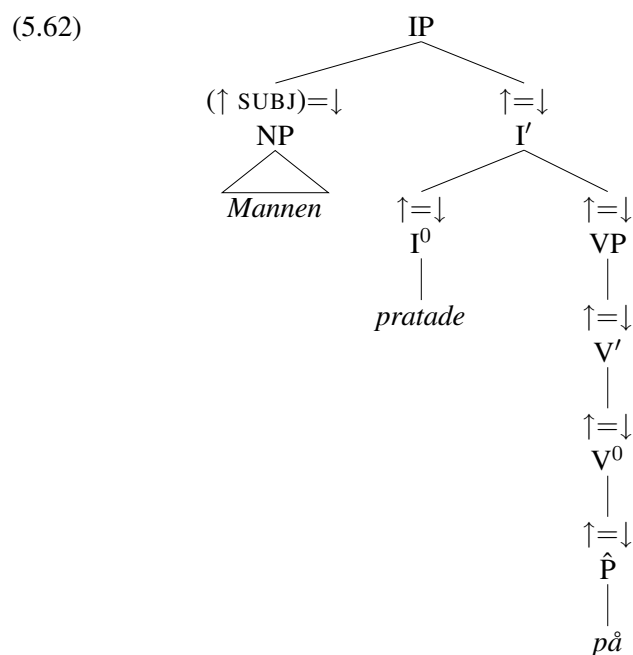 (5.62)
IP
(↑ SUBJ)=↓ ↑=↓
NP I′
Mannen ↑=↓ ↑=↓
I⁰ VP
pratade ↑=↓
V′
↑=↓
V⁰
↑=↓
P̂
på